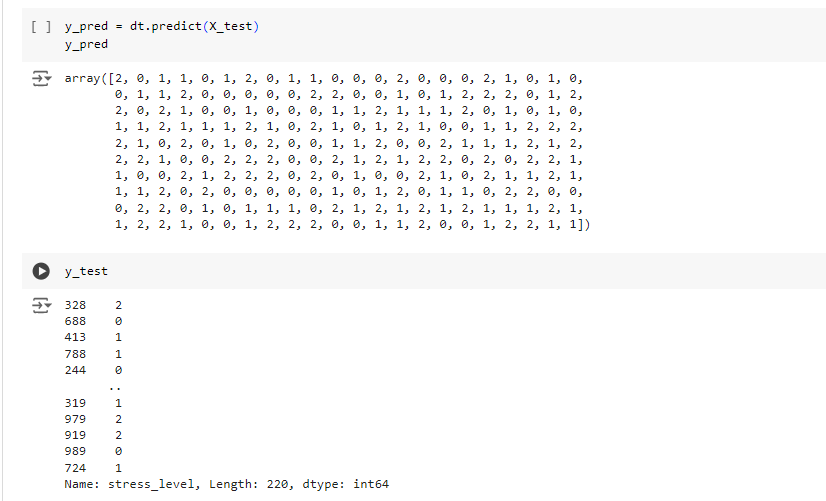 [ ] y_pred = dt.predict(X_test)
y_pred
array([2, 0, 1, 1, 0, 1, 2, 0, 1, 1, 0, 0, 0, 2, 0, 0, 0, 2, 1, 0, 1, 0,
0, 1, 1, 2, 0, 0, 0, 0, 0, 2, 2, 0, 0, 1, 0, 1, 2, 2, 2, 0, 1, 2,
2, 0, 2, 1, 0, 0, 1, 0, 0, 0, 1, 1, 2, 1, 1, 1, 2, 0, 1, 0, 1, 0,
1, 1, 2, 1, 1, 1, 2, 1, 0, 2, 1, 0, 1, 2, 1, 0, 0, 1, 1, 2, 2, 2,
2, 1, 0, 2, 0, 1, 0, 2, 0, 0, 1, 1, 2, 0, 0, 2, 1, 1, 1, 2, 1, 2,
2, 2, 1, 0, 0, 2, 2, 2, 0, 0, 2, 1, 2, 1, 2, 2, 0, 2, 0, 2, 2, 1,
1, 0, 0, 2, 1, 2, 2, 2, 0, 2, 0, 1, 0, 0, 2, 1, 0, 2, 1, 1, 2, 1,
1, 1, 2, 0, 2, 0, 0, 0, 0, 0, 1, 0, 1, 2, 0, 1, 1, 0, 2, 2, 0, 0,
0, 2, 2, 0, 1, 0, 1, 1, 1, 0, 2, 1, 2, 1, 2, 1, 2, 1, 1, 1, 2, 1,
1, 2, 2, 1, 0, 0, 1, 2, 2, 2, 0, 0, 1, 1, 2, 0, 0, 1, 2, 2, 1, 1])
y_test
328 2
688 0
413 1
788 1
244 0
..
319 1
979 2
919 2
989 0
724 1
Name: stress_level, Length: 220, dtype: int64